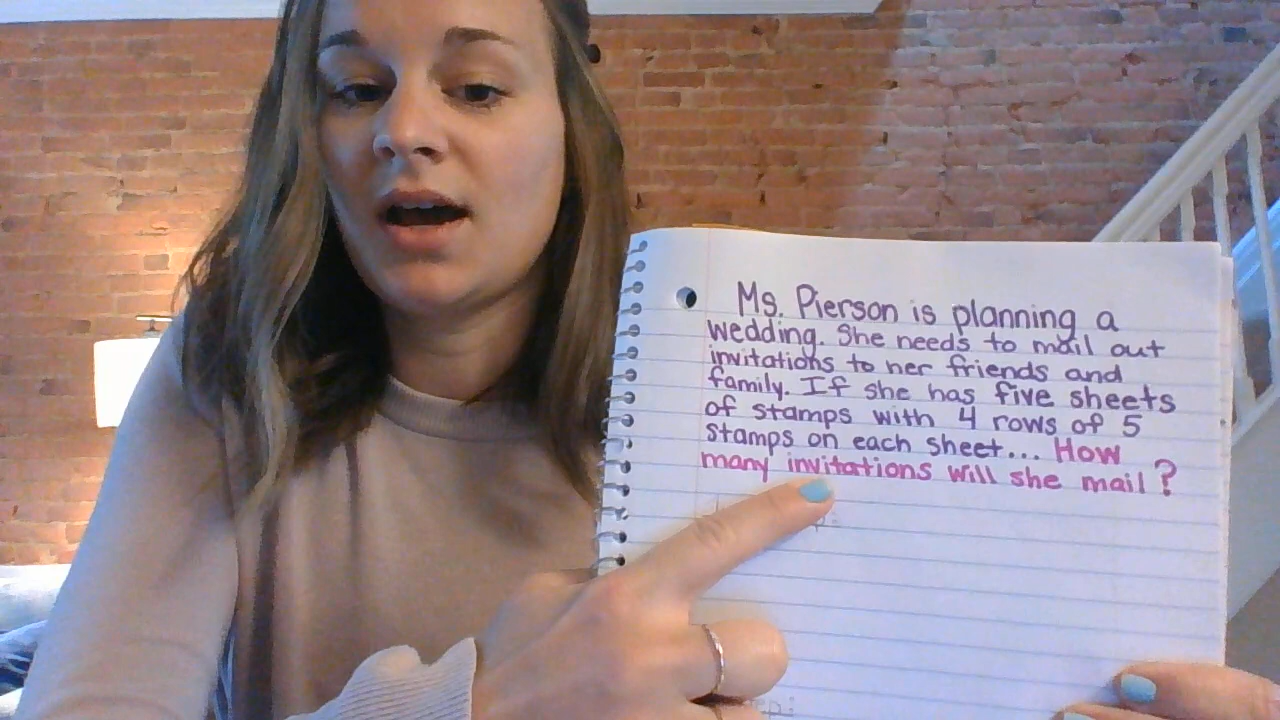 Ms. Pierson is planning a
wedding. She needs to mail out
invitations to her friends and
family. If she has five sheets
of stamps with 4 rows of 5
stamps on each sheet... How
many invitations will she mail?